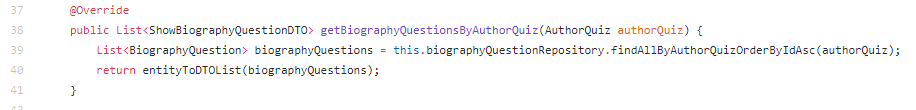 37 @Override
38 public List<ShowBiographyQuestionDTO> getBiographyQuestionsByAuthorQuiz(AuthorQuiz authorQuiz) {
39 List<BiographyQuestion> biographyQuestions = this.biographyQuestionRepository.findAllByAuthorQuizOrderByIdAsc(authorQuiz);
40 return entityToDTOList(biographyQuestions);
41 }